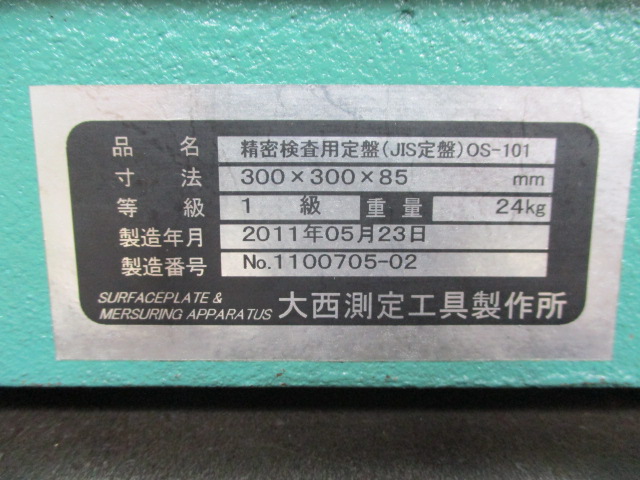 品 名 精密検査用定盤(JIS定盤)OS-101
寸 法 300×300×85 mm
等 級 1 級 重量 24kg
製造年月 2011年05月23日
製造番号 No.1100705-02
SURFACEPLATE &
MERSURING APPARATUS 大西測定工具製作所